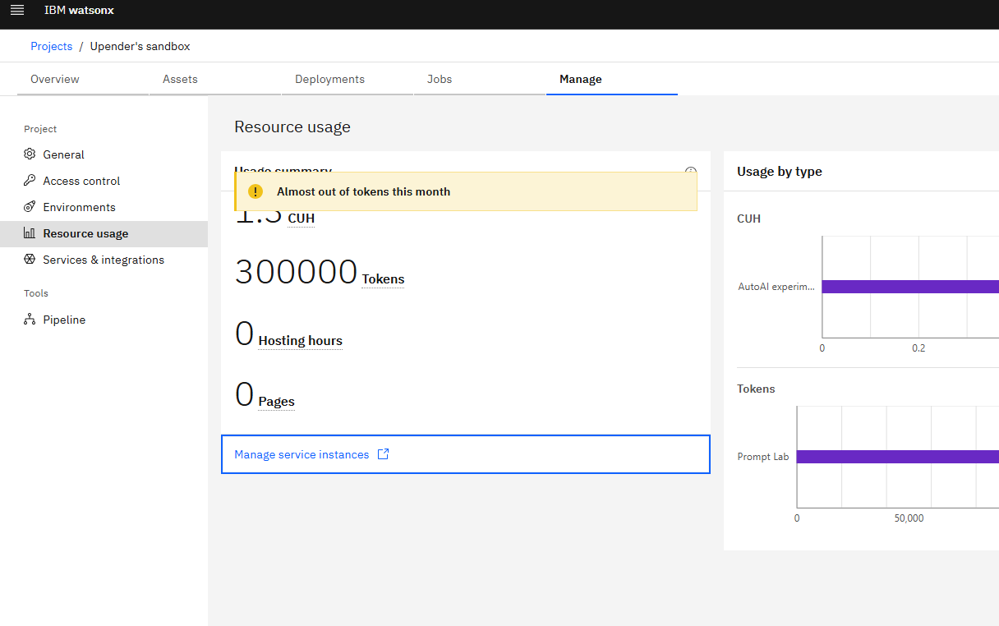 IBM watsonx
Projects / Upender's sandbox
Overview Assets Deployments Jobs Manage
Project
General
Access control
Environments
Resource usage
Services & integrations
Tools
Pipeline
Resource usage
Usage summary
Almost out of tokens this month
1.3 CUH
300000 Tokens
0 Hosting hours
0 Pages
Manage service instances
Usage by type
CUH
AutoAI experim...
0 0.2
Tokens
Prompt Lab
0 50,000